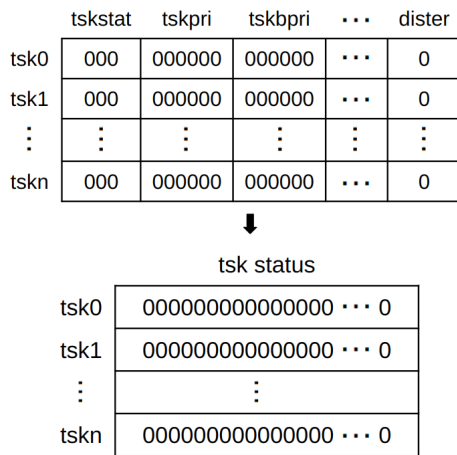 tskstat tskpri tskbpri ··· dister
tsk0 000 000000 000000 ··· 0
tsk1 000 000000 000000 ··· 0
⋮ ⋮ ⋮ ⋮ ⋮ ⋮
tskn 000 000000 000000 ··· 0
tsk status
tsk0 000000000000000 ··· 0
tsk1 000000000000000 ··· 0
⋮ ⋮
tskn 000000000000000 ··· 0